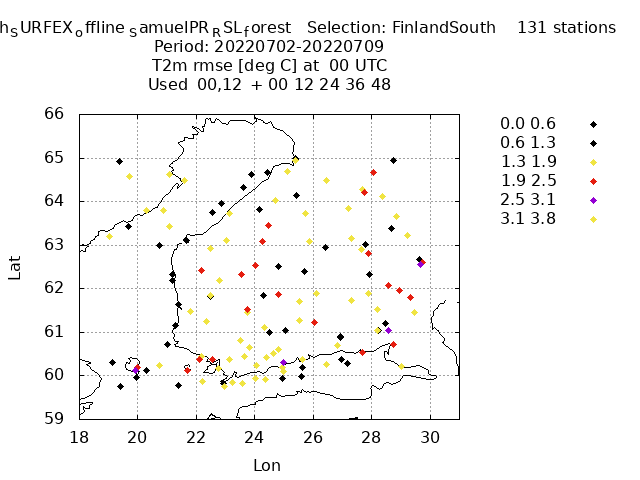 hSURFEXoffline SamuelPRRSLforest Selection: FinlandSouth 131 stations
Period: 20220702-20220709
T2m rmse [deg C] at 00 UTC
Used 00,12 + 00 12 24 36 48
66
65
64
63
62
61
60
59
18 20 22 24 26 28 30
Lat
Lon
0.0 0.6
0.6 1.3
1.3 1.9
1.9 2.5
2.5 3.1
3.1 3.8